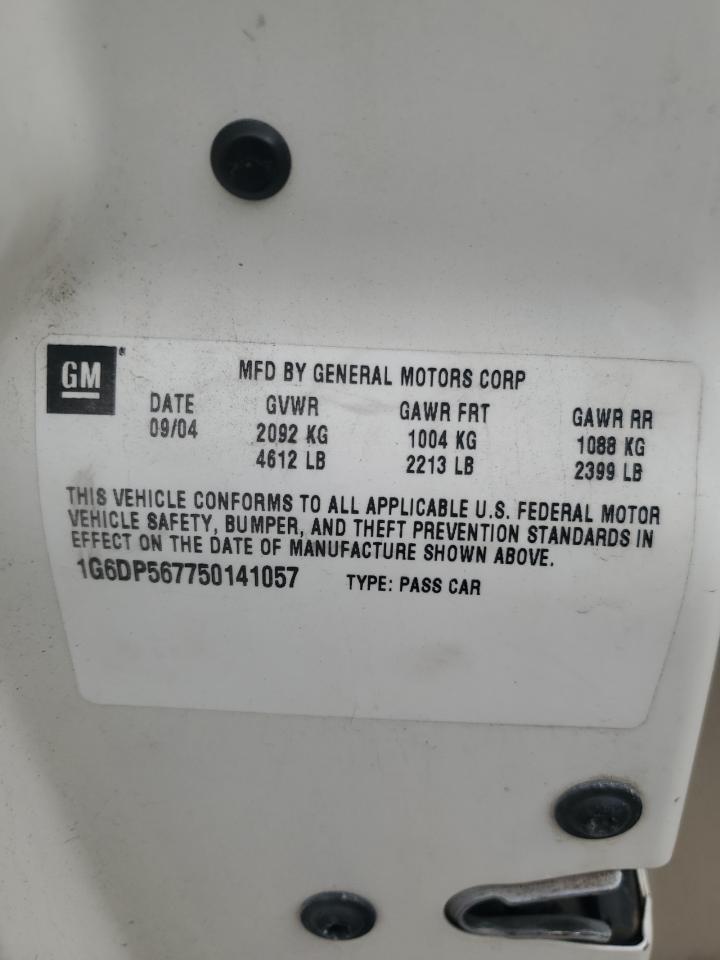 GM®
MFD BY GENERAL MOTORS CORP
DATE GVWR GAWR FRT GAWR RR
09/04 2092 KG 1004 KG 1088 KG
4612 LB 2213 LB 2399 LB
THIS VEHICLE CONFORMS TO ALL APPLICABLE U.S. FEDERAL MOTOR
VEHICLE SAFETY, BUMPER, AND THEFT PREVENTION STANDARDS IN
EFFECT ON THE DATE OF MANUFACTURE SHOWN ABOVE.
1G6DP567750141057 TYPE: PASS CAR